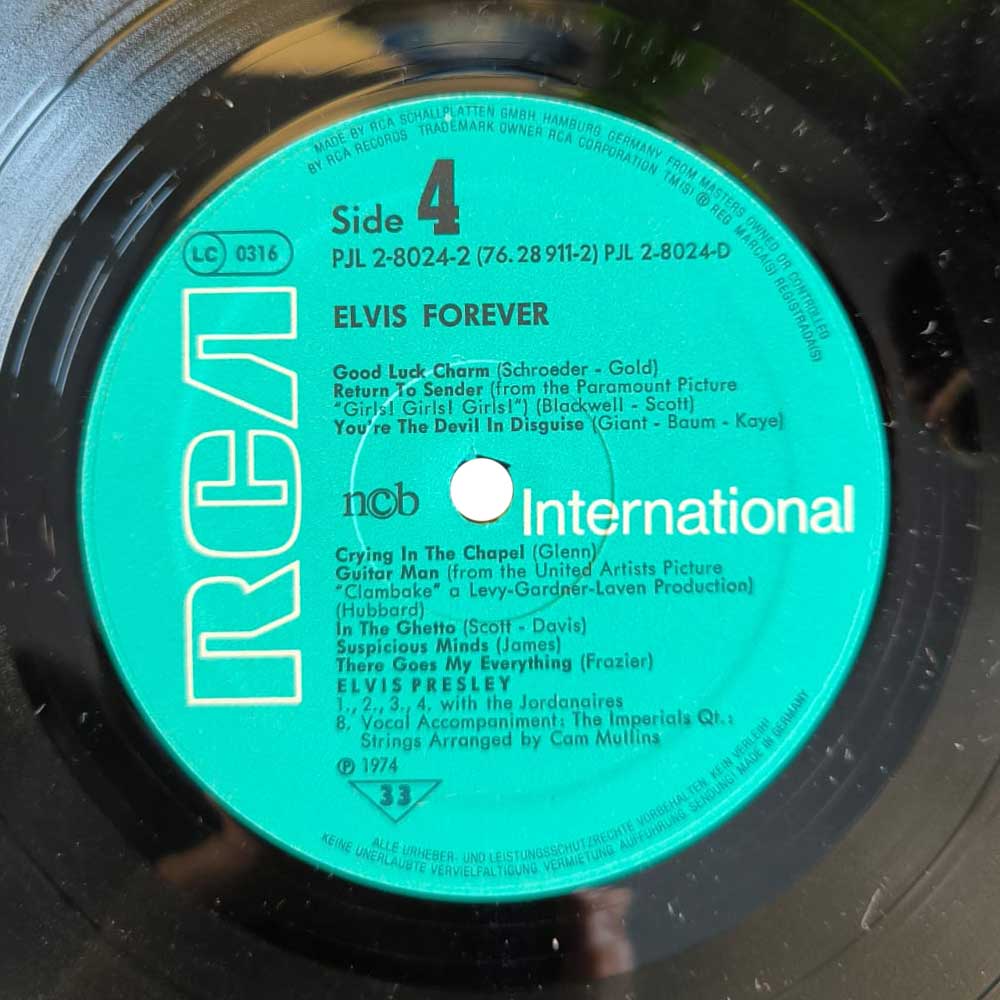 MADE BY RCA SCHALLPLATTEN GMBH, HAMBURG GERMANY, FROM MASTERS OWNED OR CONTROLLED
BY RCA RECORDS TRADEMARK OWNER RCA CORPORATION TM(S) ® REG. MARCA(S) REGISTRADA(S)
Side 4
LC 0316
PJL 2-8024-2 (76.28 911-2) PJL 2-8024-D
RCA
ELVIS FOREVER
Good Luck Charm (Schroeder - Gold)
Return To Sender (from the Paramount Picture
"Girls! Girls! Girls!") (Blackwell - Scott)
You're The Devil In Disguise (Giant - Baum - Kaye)
ncb
International
Crying In The Chapel (Glenn)
Guitar Man (from the United Artists Picture
"Clambake" a Levy-Gardner-Laven Production)
(Hubbard)
In The Ghetto (Scott - Davis)
Suspicious Minds (James)
There Goes My Everything (Frazier)
ELVIS PRESLEY
1., 2., 3., 4. with the Jordanaires
8. Vocal Accompaniment: The Imperials Qt.:
Strings Arranged by Cam Mullins
℗ 1974
33
ALLE URHEBER- UND LEISTUNGSSCHUTZRECHTE VORBEHALTEN. KEIN VERLEIH!
KEINE UNERLAUBTE VERVIELFÄLTIGUNG, VERMIETUNG, AUFFÜHRUNG, SENDUNG! MADE IN GERMANY